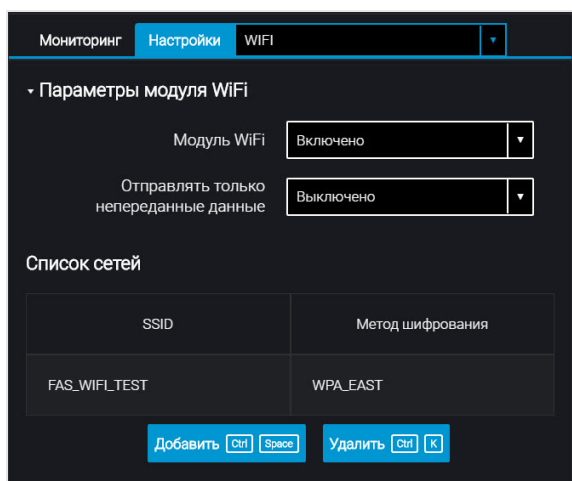 Мониторинг Настройки WIFI
Параметры модуля WiFi
Модуль WiFi Включено
Отправлять только
непереданные данные Выключено
Список сетей
SSID Метод шифрования
FAS_WIFI_TEST WPA_EAST
Добавить Ctrl Space Удалить Ctrl K